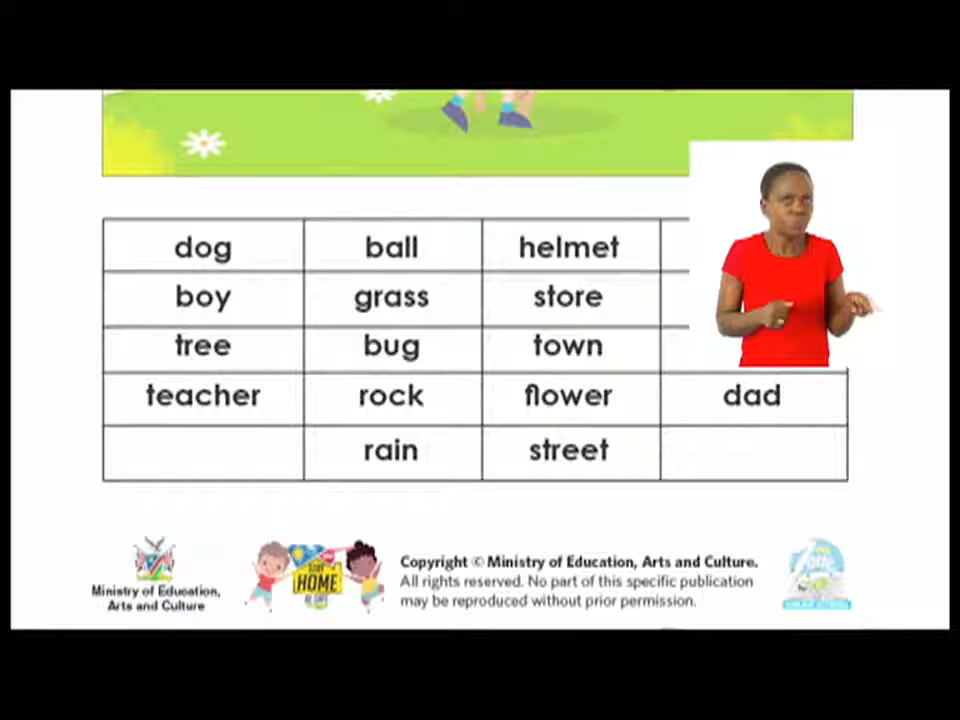 dog ball helmet
boy grass store
tree bug town
teacher rock flower dad
rain street
Ministry of Education,
Arts and Culture
HOME
Copyright © Ministry of Education, Arts and Culture.
All rights reserved. No part of this specific publication
may be reproduced without prior permission.